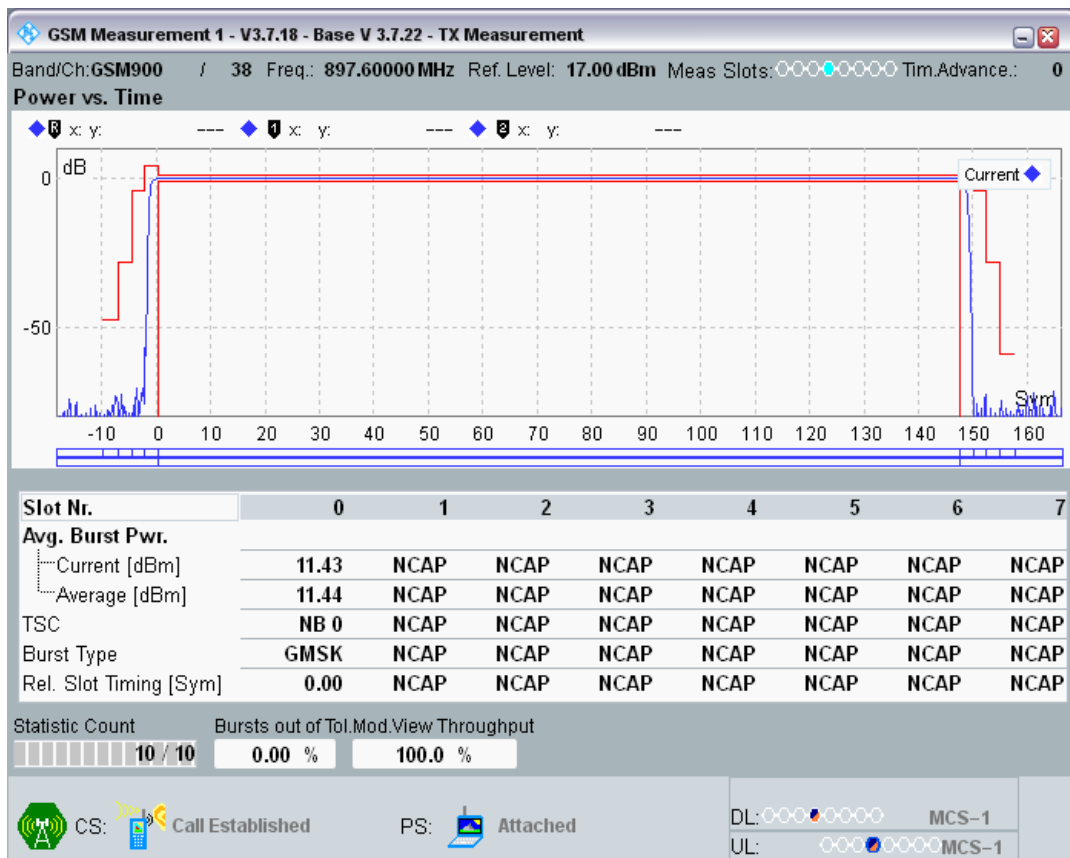 GSM Measurement 1 - V3.7.18 - Base V 3.7.22 - TX Measurement
Band/Ch:GSM900 / 38 Freq.: 897.60000 MHz Ref. Level: 17.00 dBm Meas Slots: Tim.Advance.: 0
Power vs. Time
R x: y: --- 1 x: y: --- 2 x: y: ---
dB
Current
0
-50
Sym
-10 0 10 20 30 40 50 60 70 80 90 100 110 120 130 140 150 160
Slot Nr. 0 1 2 3 4 5 6 7
Avg. Burst Pwr.
Current [dBm] 11.43 NCAP NCAP NCAP NCAP NCAP NCAP NCAP
Average [dBm] 11.44 NCAP NCAP NCAP NCAP NCAP NCAP NCAP
TSC NB 0 NCAP NCAP NCAP NCAP NCAP NCAP NCAP
Burst Type GMSK NCAP NCAP NCAP NCAP NCAP NCAP NCAP
Rel. Slot Timing [Sym] 0.00 NCAP NCAP NCAP NCAP NCAP NCAP NCAP
Statistic Count Bursts out of Tol.Mod.View Throughput
10 / 10 0.00 % 100.0 %
CS: Call Established PS: Attached DL: MCS-1
UL: MCS-1